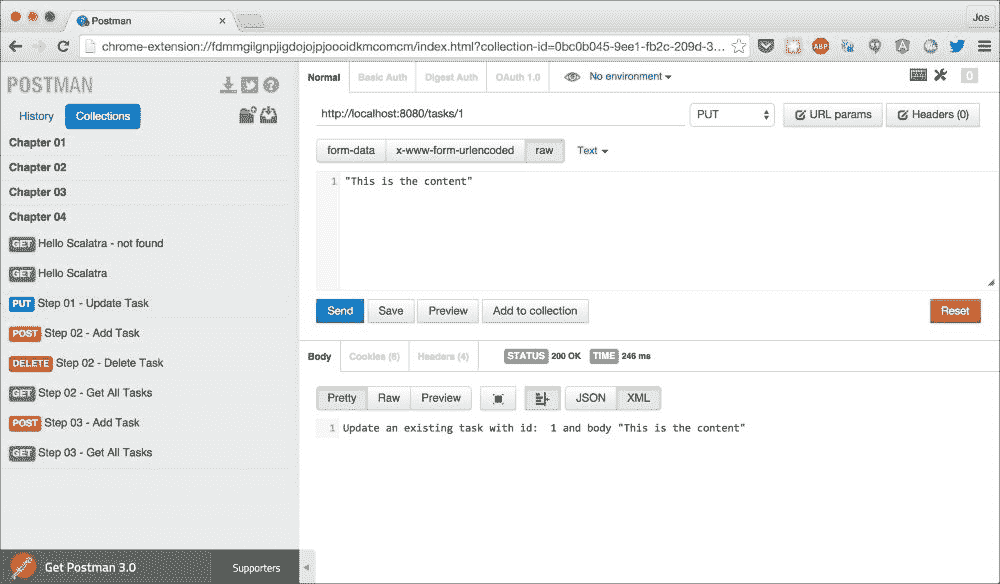 Postman
Jos
chrome-extension://fdmmgilgnpjigdojojpjoooidkmcomcm/index.html?collection-id=0bc0b045-9ee1-fb2c-209d-3...
ABP
POSTMAN
Normal Basic Auth Digest Auth OAuth 1.0 No environment 0
History Collections
http://localhost:8080/tasks/1 PUT URL params Headers (0)
Chapter 01
Chapter 02
Chapter 03
Chapter 04
GET Hello Scalatra - not found
GET Hello Scalatra
PUT Step 01 - Update Task
POST Step 02 - Add Task
DELETE Step 02 - Delete Task
GET Step 02 - Get All Tasks
POST Step 03 - Add Task
GET Step 03 - Get All Tasks
form-data x-www-form-urlencoded raw Text
1 "This is the content"
Send Save Preview Add to collection Reset
Body Cookies (6) Headers (4) STATUS 200 OK TIME 246 ms
Pretty Raw Preview JSON XML
1 Update an existing task with id:  1 and body "This is the content"
Get Postman 3.0 Supporters